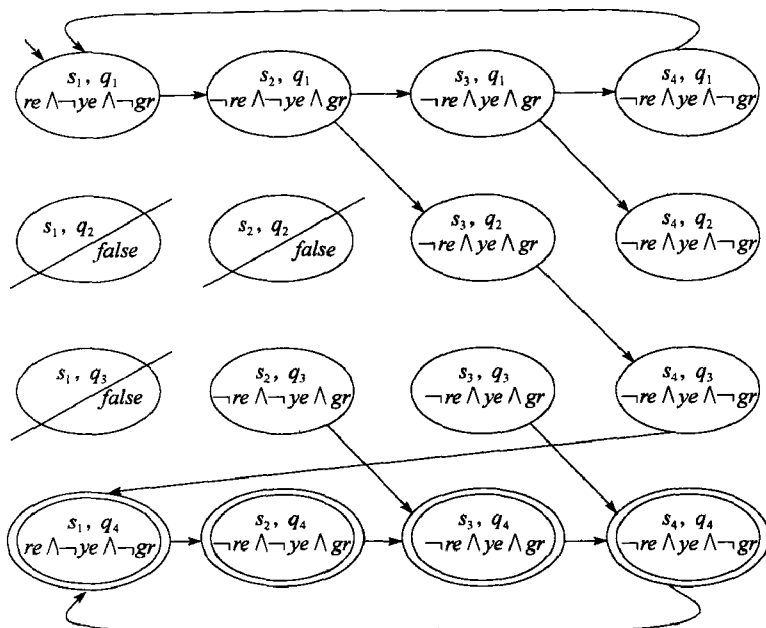 s₁, q₁ s₂, q₁ s₃, q₁ s₄, q₁
re∧¬ye∧¬gr ¬re∧¬ye∧gr ¬re∧ye∧gr ¬re∧ye∧¬gr
s₁, q₂ s₂, q₂ s₃, q₂ s₄, q₂
false false ¬re∧ye∧gr ¬re∧ye∧¬gr
s₁, q₃ s₂, q₃ s₃, q₃ s₄, q₃
false ¬re∧¬ye∧gr ¬re∧ye∧gr ¬re∧ye∧¬gr
s₁, q₄ s₂, q₄ s₃, q₄ s₄, q₄
re∧¬ye∧¬gr ¬re∧¬ye∧gr ¬re∧ye∧gr ¬re∧ye∧¬gr